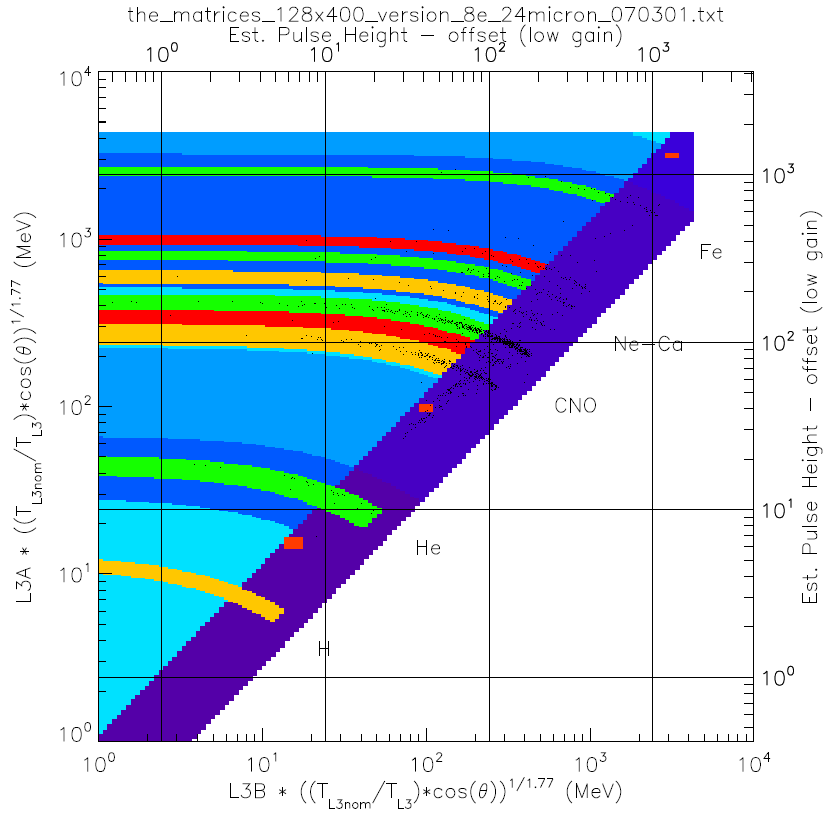 the_matrices_128x400_version_8e_24micron_070301.txt
Est. Pulse Height − offset (low gain)
10^0 10^1 10^2 10^3
10^4
10^3
10^2
10^1
10^0
L3A * ((T_L3nom/T_L3)*cos(θ))^1/1.77 (MeV)
10^3
10^2
10^1
10^0
Est. Pulse Height − offset (low gain)
Fe
Ne−Ca
CNO
He
H
10^0 10^1 10^2 10^3 10^4
L3B * ((T_L3nom/T_L3)*cos(θ))^1/1.77 (MeV)